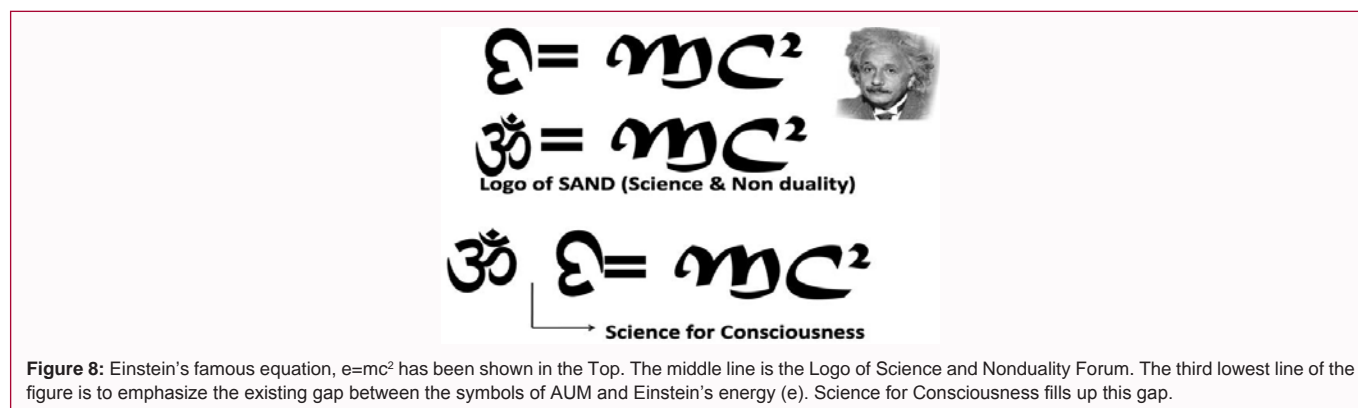 e= mc²
ॐ= mc²
Logo of SAND (Science & Non duality)
ॐ e= mc²
Science for Consciousness
Figure 8: Einstein’s famous equation, e=mc² has been shown in the Top. The middle line is the Logo of Science and Nonduality Forum. The third lowest line of the
figure is to emphasize the existing gap between the symbols of AUM and Einstein’s energy (e). Science for Consciousness fills up this gap.